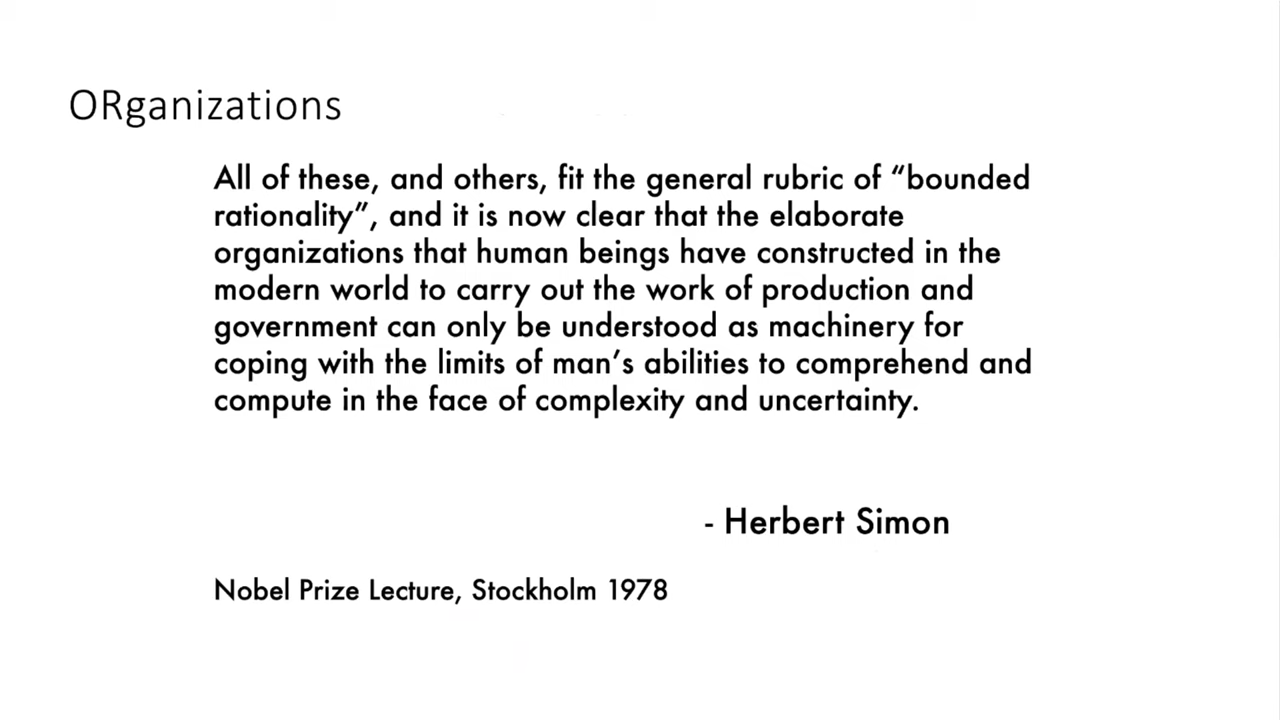 ORganizations
All of these, and others, fit the general rubric of “bounded
rationality”, and it is now clear that the elaborate
organizations that human beings have constructed in the
modern world to carry out the work of production and
government can only be understood as machinery for
coping with the limits of man’s abilities to comprehend and
compute in the face of complexity and uncertainty.
- Herbert Simon
Nobel Prize Lecture, Stockholm 1978